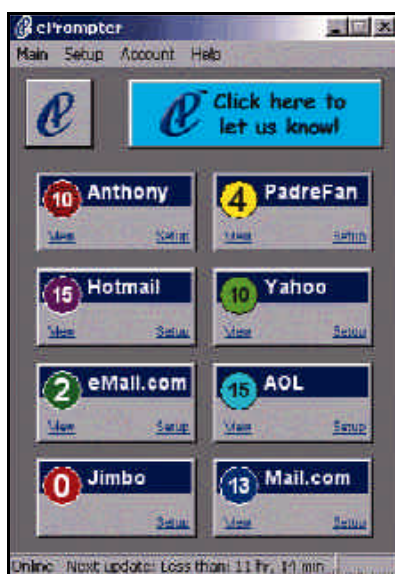 ePrompter
Main Setup Account Help
Click here to
let us know!
10 Anthony
View Setup
4 PadreFan
View Setup
15 Hotmail
View Setup
10 Yahoo
View Setup
2 eMail.com
View Setup
15 AOL
View Setup
0 Jimbo
Setup
13 Mail.com
View Setup
Online Next update: Less than: 11 hr, 14 min